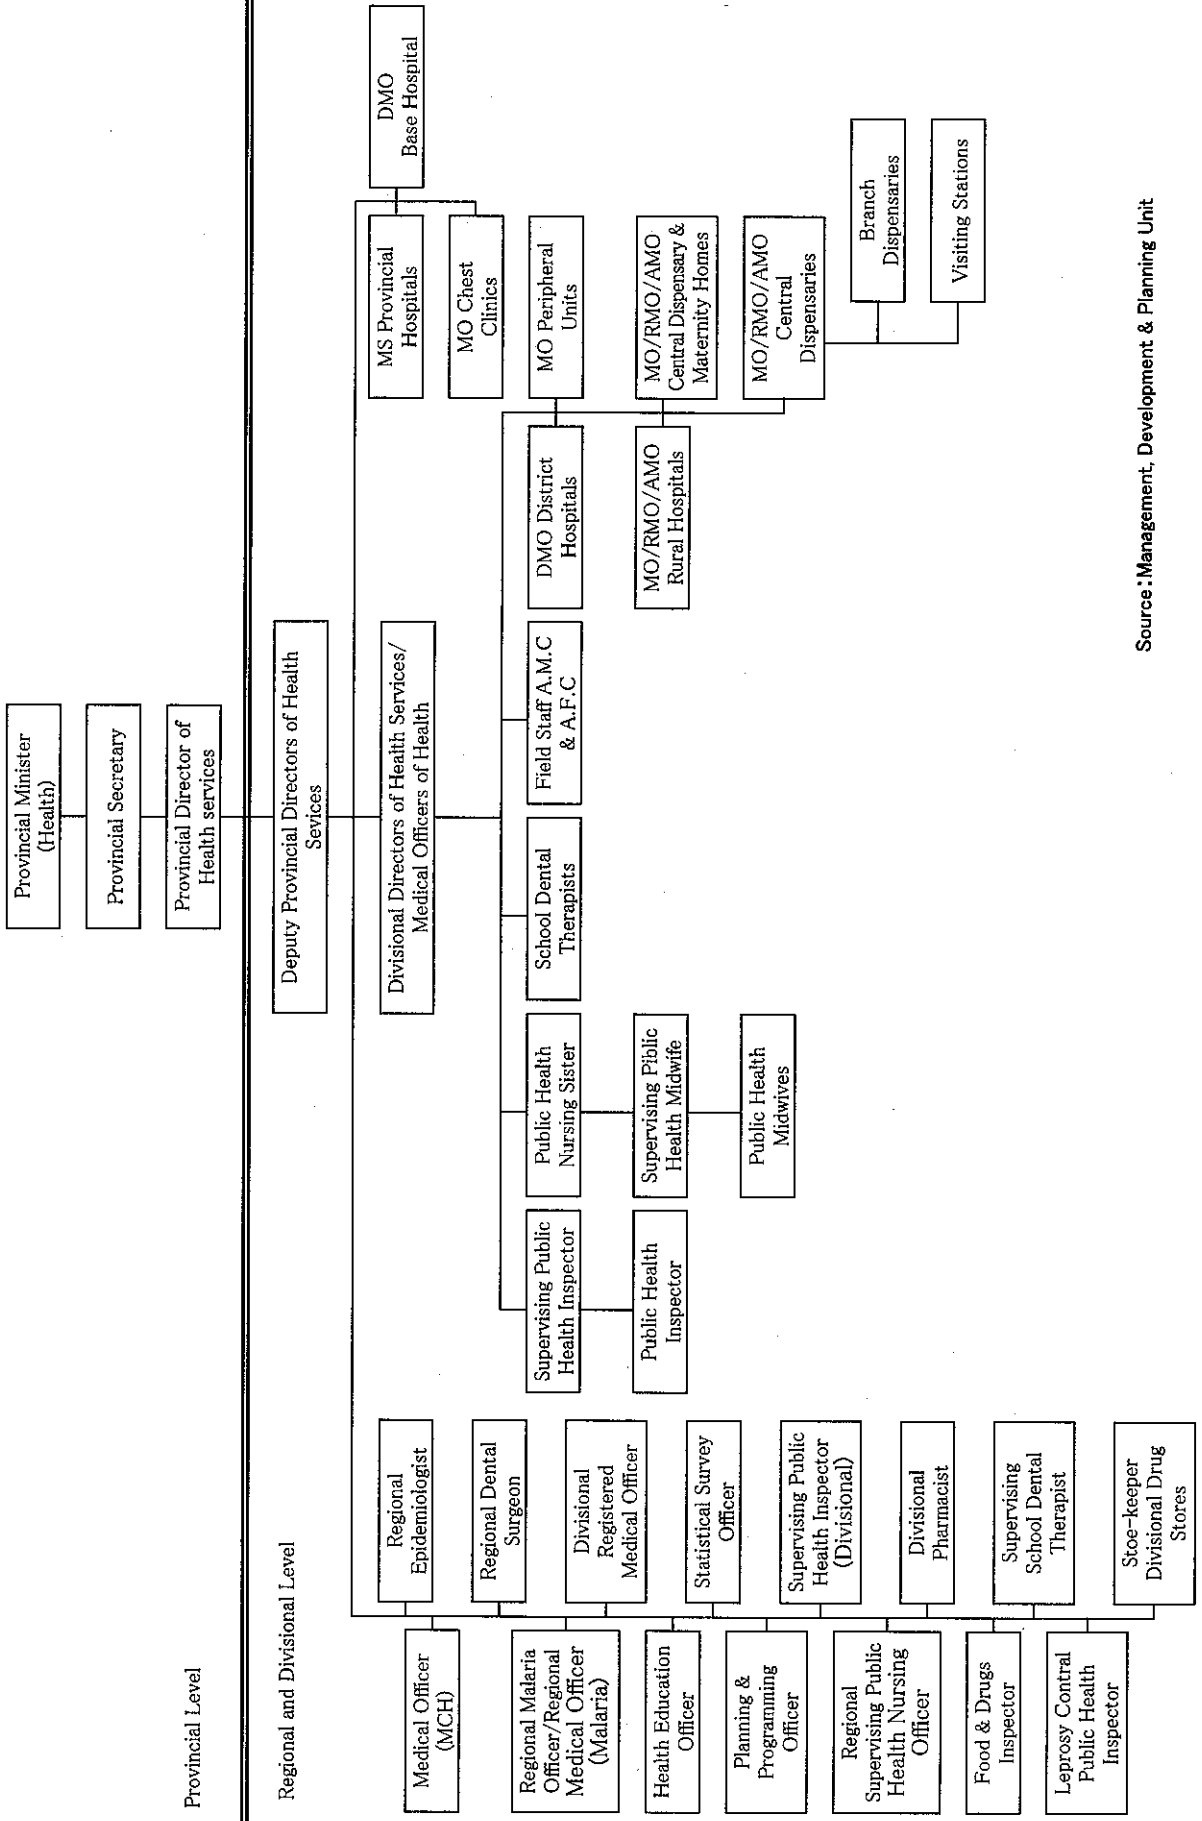 Provincial Level
Provincial Minister
(Health)
Provincial Secretary
Provincial Director of
Health services
Regional and Divisional Level
Deputy Provincial Directors of Health
Sevices
Divisional Directors of Health Services/
Medical Officers of Health
Medical Officer
(MCH)
Regional
Epidemiologist
Regional Malaria
Officer/Regional
Medical Officer
(Malaria)
Regional Dental
Surgeon
Health Education
Officer
Divisional
Registered
Medical Officer
Planning &
Programming
Officer
Statistical Survey
Officer
Regional
Supervising Public
Health Nursing
Officer
Supervising Public
Health Inspector
(Divisional)
Food & Drugs
Inspector
Divisional
Pharmacist
Leprosy Contral
Public Health
Inspector
Supervising
School Dental
Therapist
Stoe-keeper
Divisional Drug
Stores
Supervising Public
Health Inspector
Public Health
Inspector
Public Health
Nursing Sister
Supervising Piblic
Health Midwife
Public Health
Midwives
School Dental
Therapists
Field Staff A.M.C
& A.F.C
DMO District
Hospitals
MO Peripheral
Units
MO/RMO/AMO
Rural Hospitals
MO/RMO/AMO
Central Dispensary &
Maternity Homes
MO/RMO/AMO
Central
Dispensaries
Branch
Dispensaries
Visiting Stations
MS Provincial
Hospitals
DMO
Base Hospital
MO Chest
Clinics
Source:Management, Development & Planning Unit